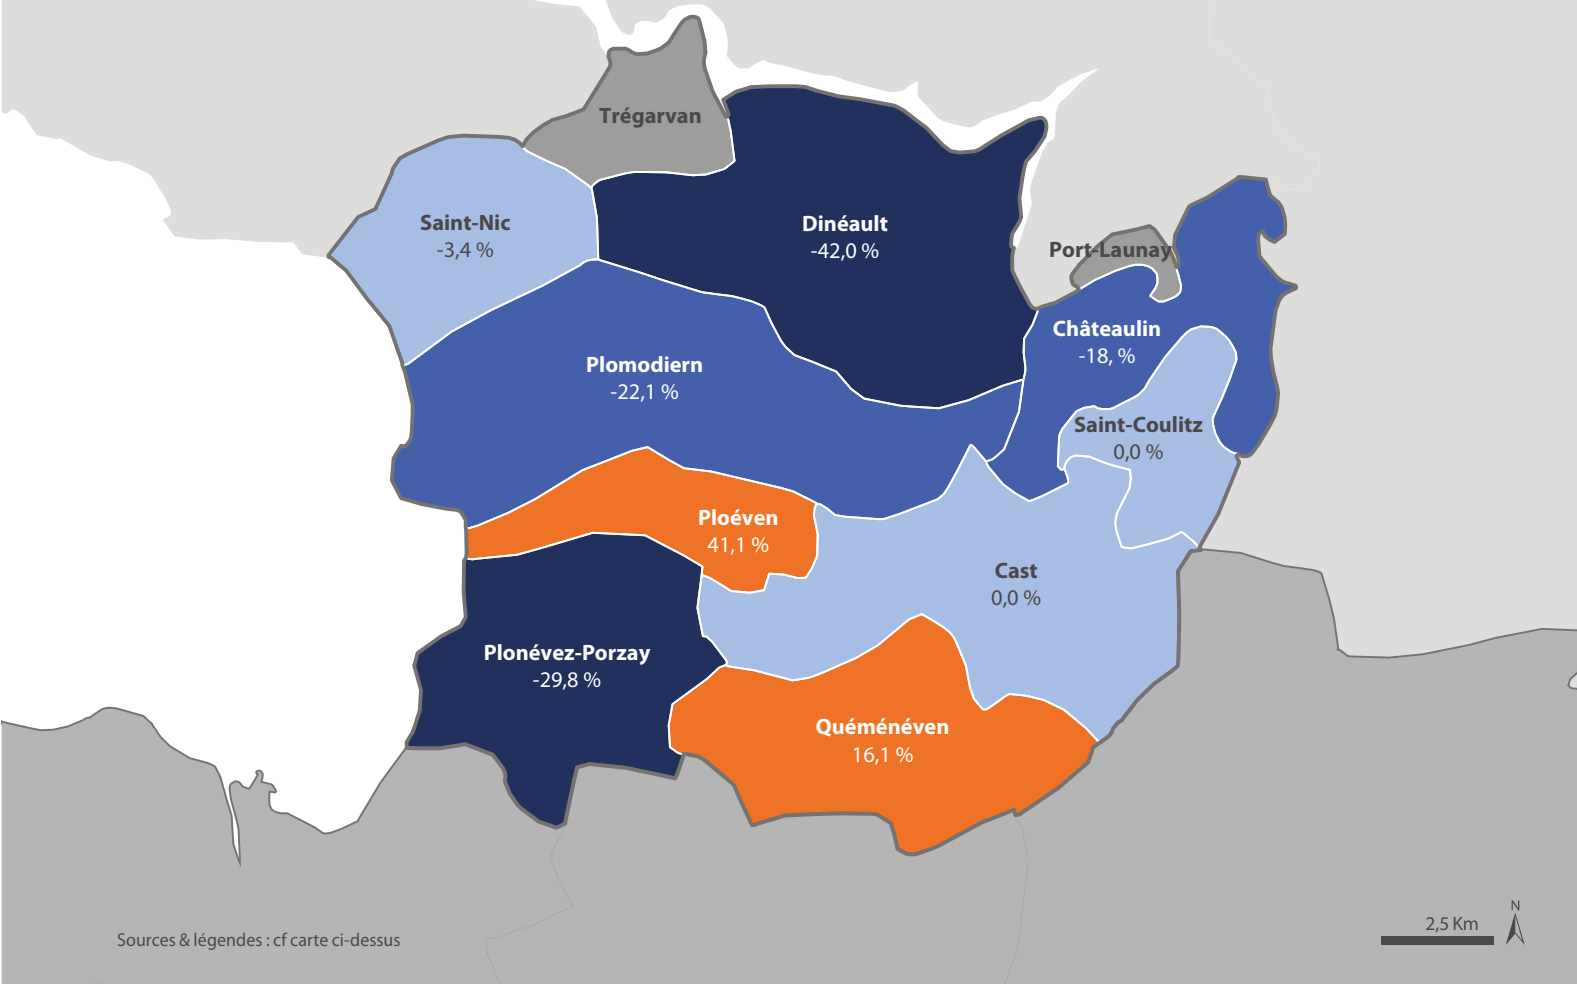 Trégarvan
Saint-Nic
-3,4 %
Dinéault
-42,0 %
Port-Launay
Châteaulin
-18, %
Plomodiern
-22,1 %
Saint-Coulitz
0,0 %
Ploéven
41,1 %
Cast
0,0 %
Plonévez-Porzay
-29,8 %
Quéménéven
16,1 %
N
2,5 Km
Sources & légendes : cf carte ci-dessus